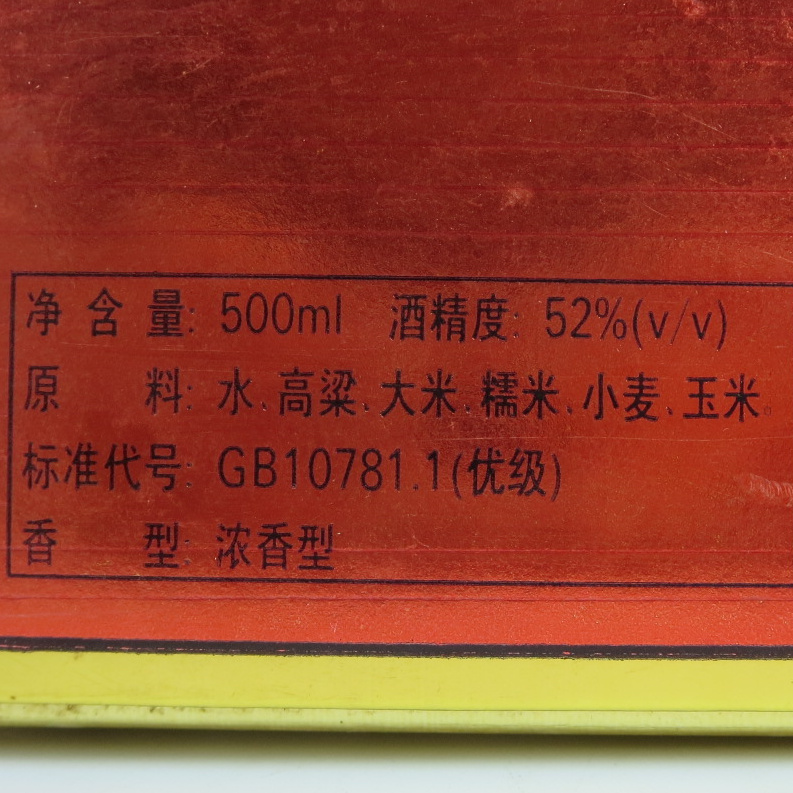 净含量: 500ml 酒精度: 52%(v/v)
原料: 水、高粱、大米、糯米、小麦、玉米。
标准代号: GB10781.1(优级)
香型: 浓香型